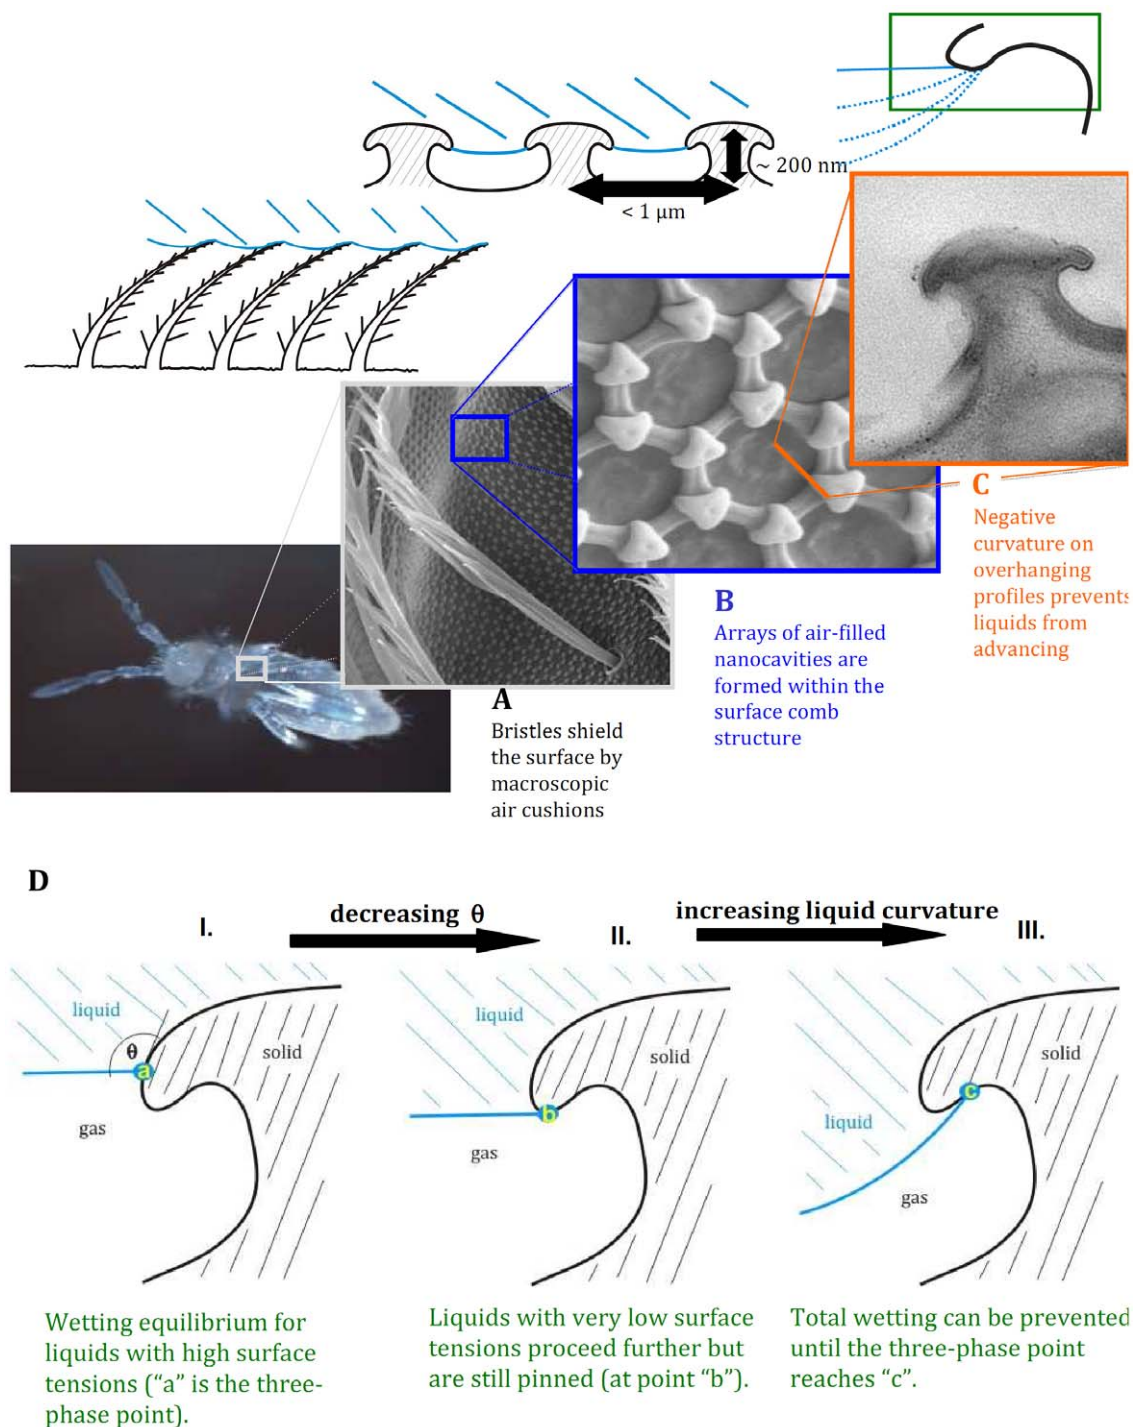 ~ 200 nm
< 1 μm
C
Negative
curvature on
overhanging
profiles prevents
liquids from
advancing
B
Arrays of air-filled
nanocavities are
formed within the
surface comb
structure
A
Bristles shield
the surface by
macroscopic
air cushions
D
I.
decreasing θ
II.
increasing liquid curvature
III.
liquid
θ
a
solid
gas
liquid
solid
b
gas
solid
c
liquid
gas
Wetting equilibrium for
liquids with high surface
tensions (“a” is the three-
phase point).
Liquids with very low surface
tensions proceed further but
are still pinned (at point “b”).
Total wetting can be prevented
until the three-phase point
reaches “c”.